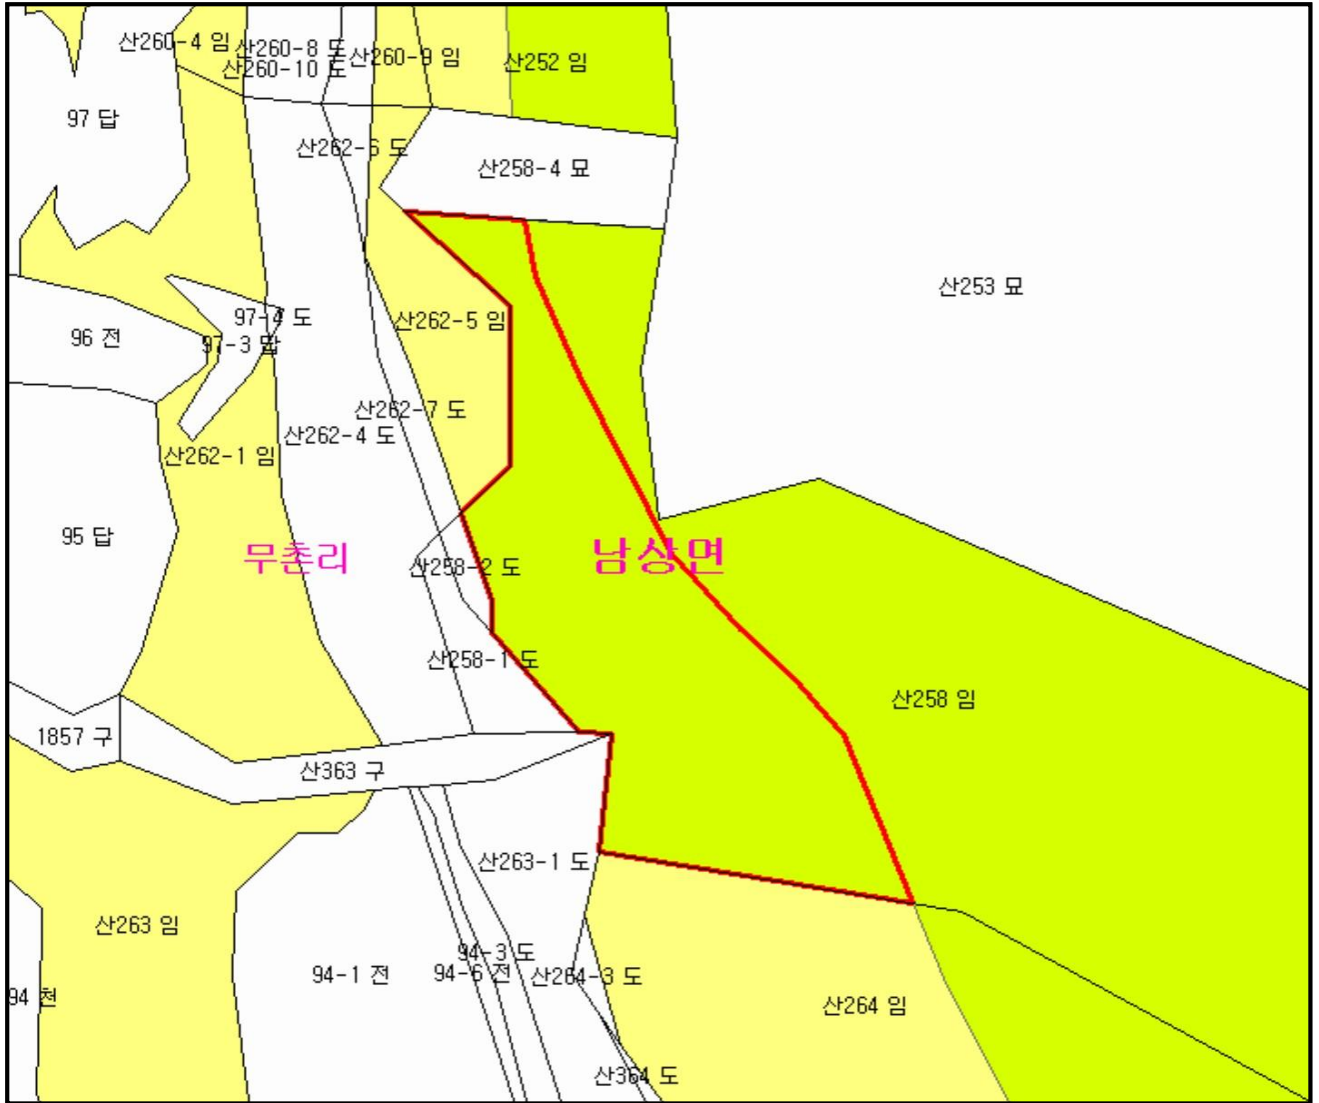 산260-4 임
산260-8 도
산260-9 임
산252 임
산260-10 도
97 답
산262-6 도
산258-4 묘
산253 묘
97-4 도
산262-5 임
96 전
97-3 답
산262-7 도
산262-4 도
산262-1 임
95 답
무촌리
남상면
산258-2 도
산258-1 도
산258 임
1857 구
산363 구
산263-1 도
산263 임
94-3 도
94-1 전
94-6 전
산264-3 도
94 천
산264 임
산364 도